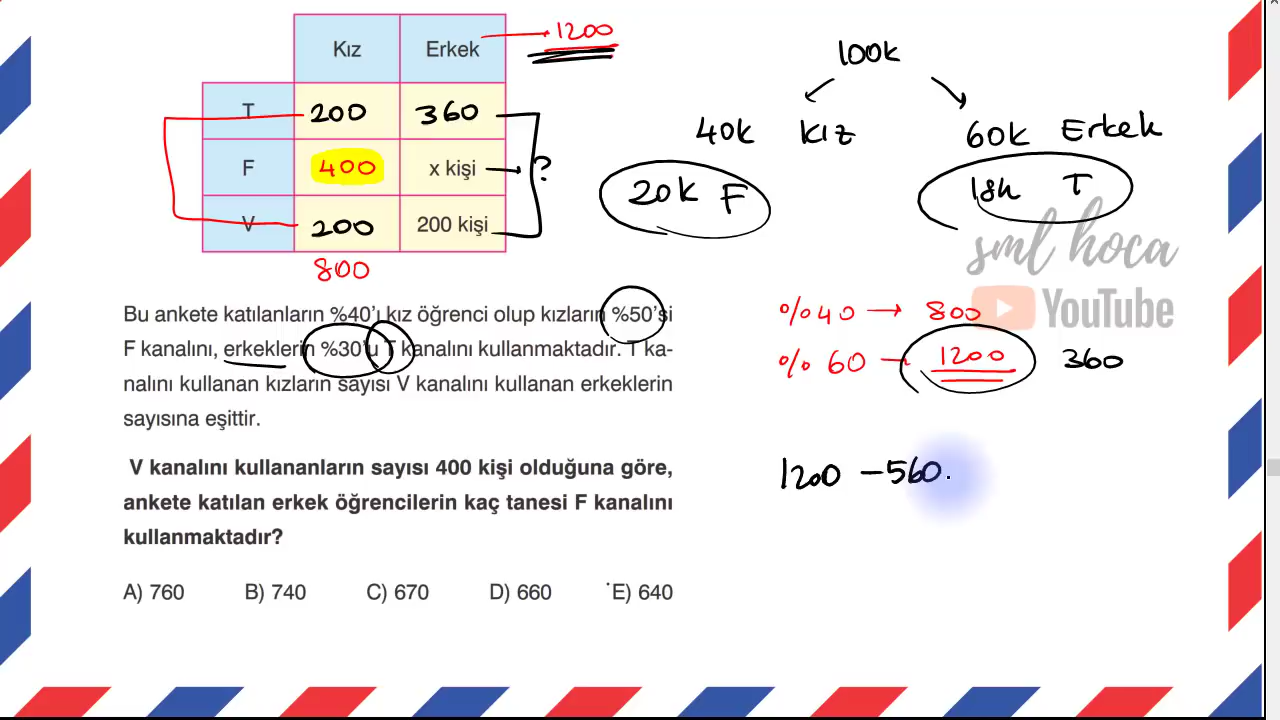 Kız Erkek → 1200
T 200 360
F 400 x kişi ?
V 200 200 kişi
800
100k
40k kız 60k Erkek
20k F 18k T
sml hoca
YouTube
Bu ankete katılanların %40'ı kız öğrenci olup kızların %50'si
F kanalını, erkeklerin %30'u T kanalını kullanmaktadır. T ka-
nalını kullanan kızların sayısı V kanalını kullanan erkeklerin
sayısına eşittir.
%40 → 800
%60 → 1200 360
V kanalını kullananların sayısı 400 kişi olduğuna göre,
ankete katılan erkek öğrencilerin kaç tanesi F kanalını
kullanmaktadır?
1200 – 560
A) 760 B) 740 C) 670 D) 660 E) 640